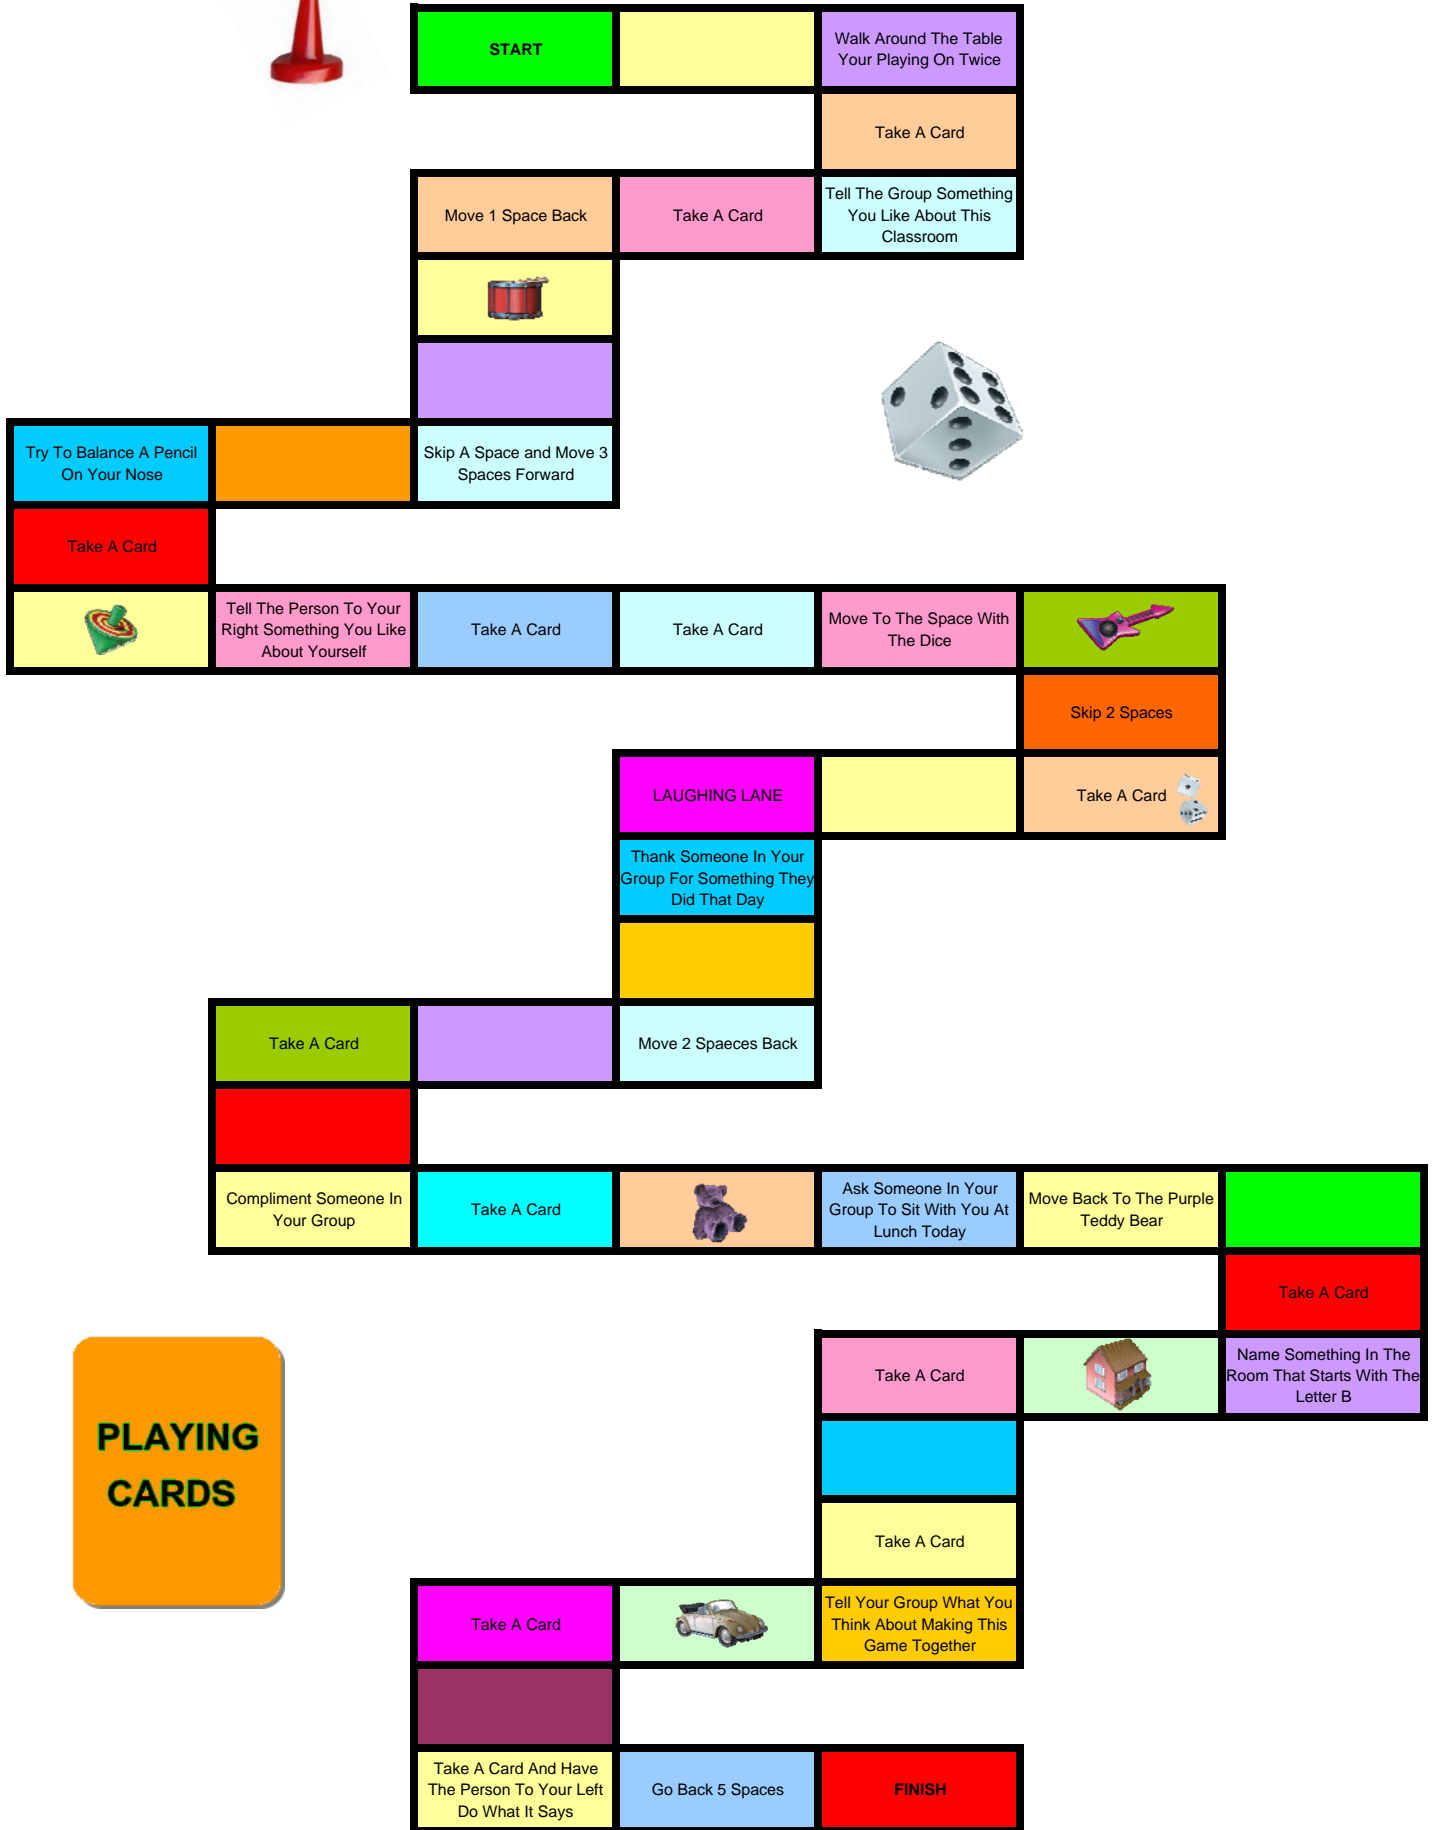 START
Walk Around The Table
Your Playing On Twice
Take A Card
Move 1 Space Back
Take A Card
Tell The Group Something
You Like About This
Classroom
Try To Balance A Pencil
On Your Nose
Skip A Space and Move 3
Spaces Forward
Take A Card
Tell The Person To Your
Right Something You Like
About Yourself
Take A Card
Take A Card
Move To The Space With
The Dice
Skip 2 Spaces
LAUGHING LANE
Take A Card
Thank Someone In Your
Group For Something They
Did That Day
Take A Card
Move 2 Spaeces Back
Compliment Someone In
Your Group
Take A Card
Ask Someone In Your
Group To Sit With You At
Lunch Today
Move Back To The Purple
Teddy Bear
Take A Card
Take A Card
Name Something In The
Room That Starts With The
Letter B
PLAYING
CARDS
Take A Card
Take A Card
Tell Your Group What You
Think About Making This
Game Together
Take A Card And Have
The Person To Your Left
Do What It Says
Go Back 5 Spaces
FINISH